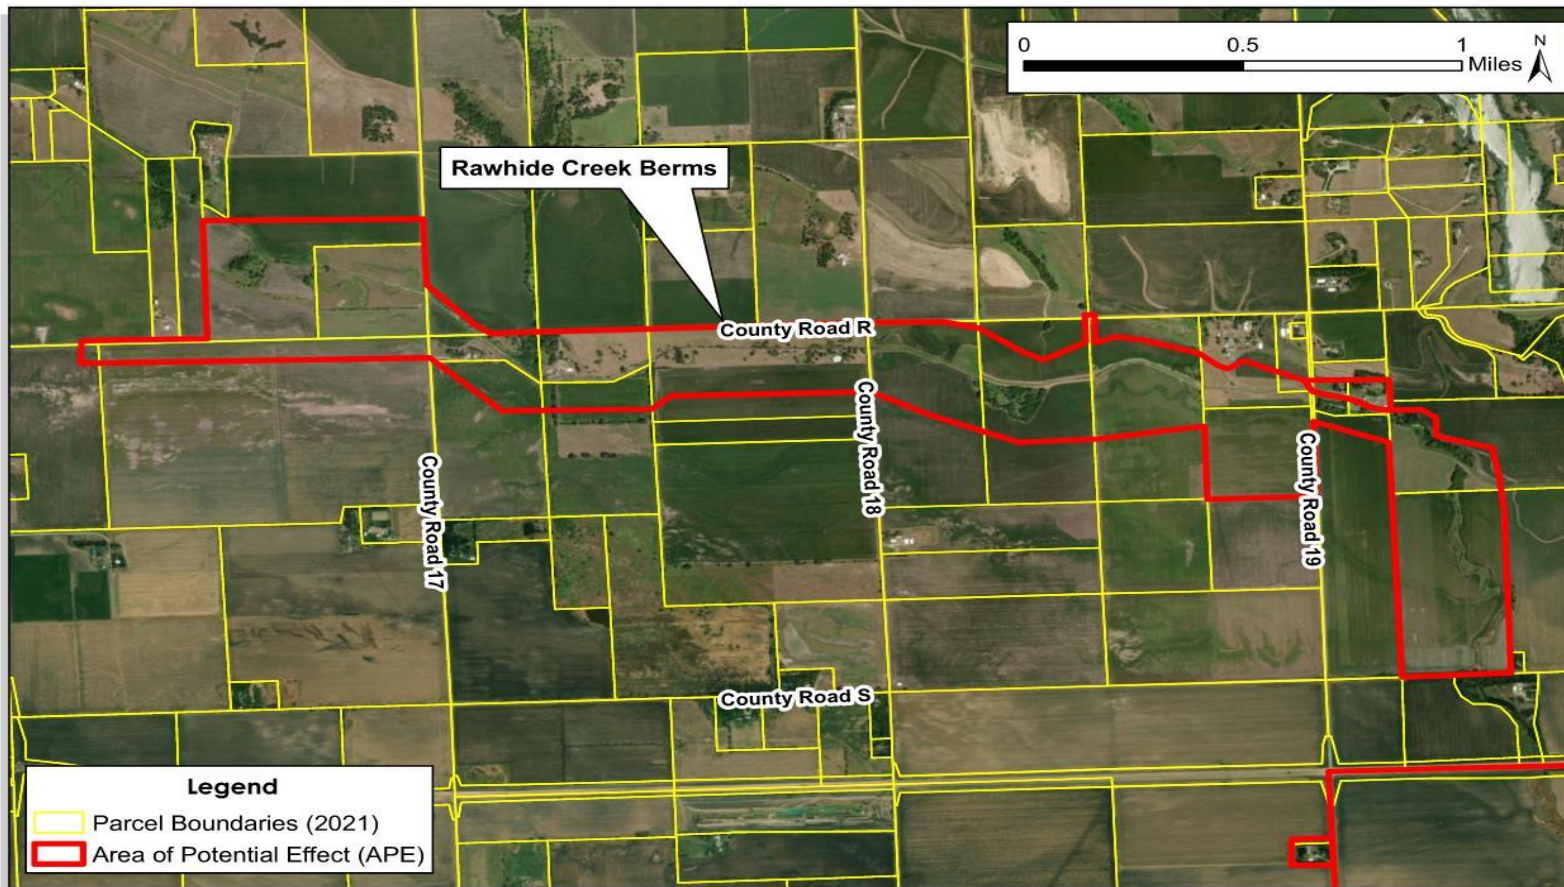 0 0.5 1
Miles
N
Rawhide Creek Berms
County Road R
County Road 18
County Road 17
County Road 19
County Road S
Legend
Parcel Boundaries (2021)
Area of Potential Effect (APE)